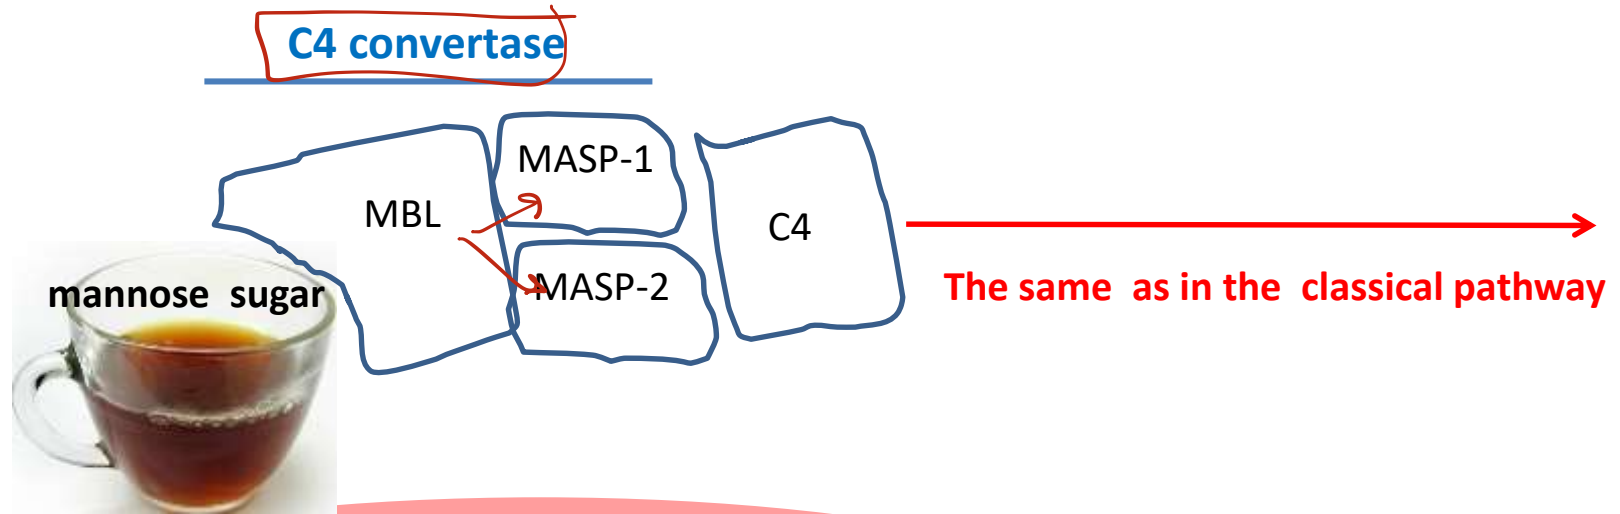 C4 convertase
MASP-1
MBL
C4
MASP-2
mannose sugar
The same as in the classical pathway